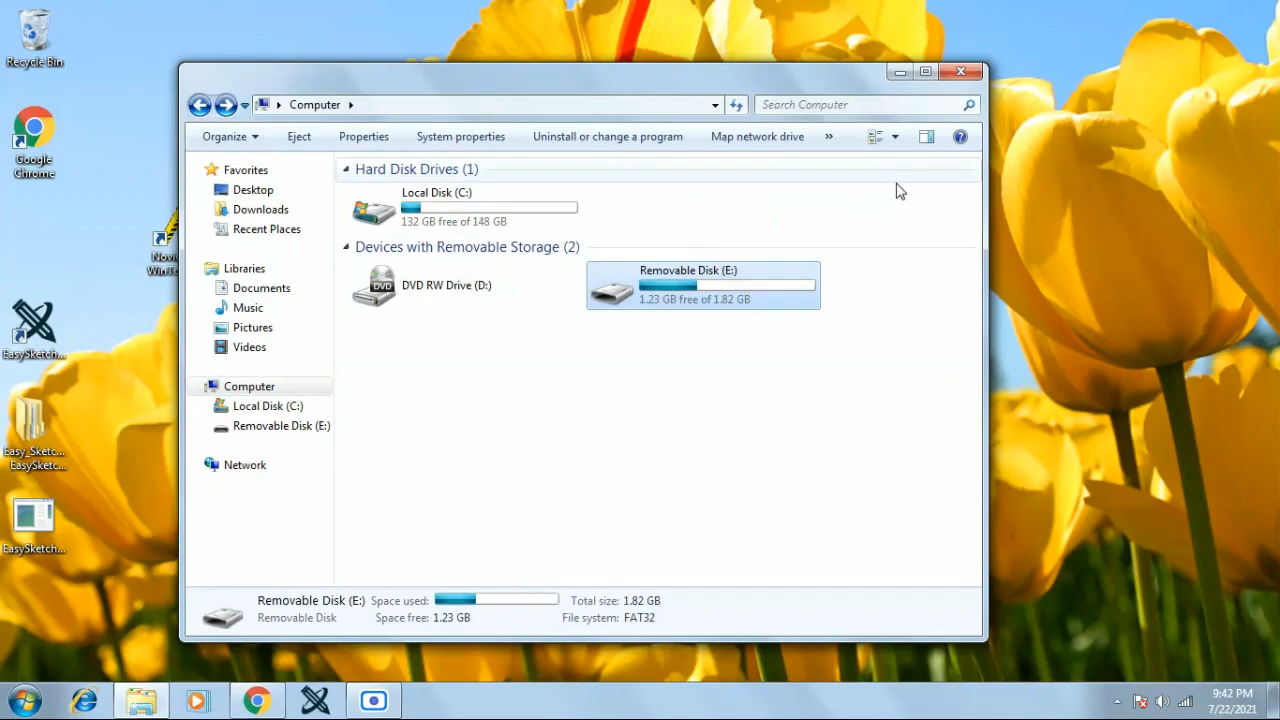 Recycle Bin
Google
Chrome
EasySketch...
Easy_Sketc...
EasySketc...
EasySketch...
Computer
Search Computer
Organize
Eject
Properties
System properties
Uninstall or change a program
Map network drive
»
Favorites
Desktop
Downloads
Recent Places
Libraries
Documents
Music
Pictures
Videos
Computer
Local Disk (C:)
Removable Disk (E:)
Network
Hard Disk Drives (1)
Local Disk (C:)
132 GB free of 148 GB
Devices with Removable Storage (2)
DVD
DVD RW Drive (D:)
Removable Disk (E:)
1.23 GB free of 1.82 GB
Removable Disk (E:) Space used: Total size: 1.82 GB
Removable Disk Space free: 1.23 GB File system: FAT32
9:42 PM
7/22/2021